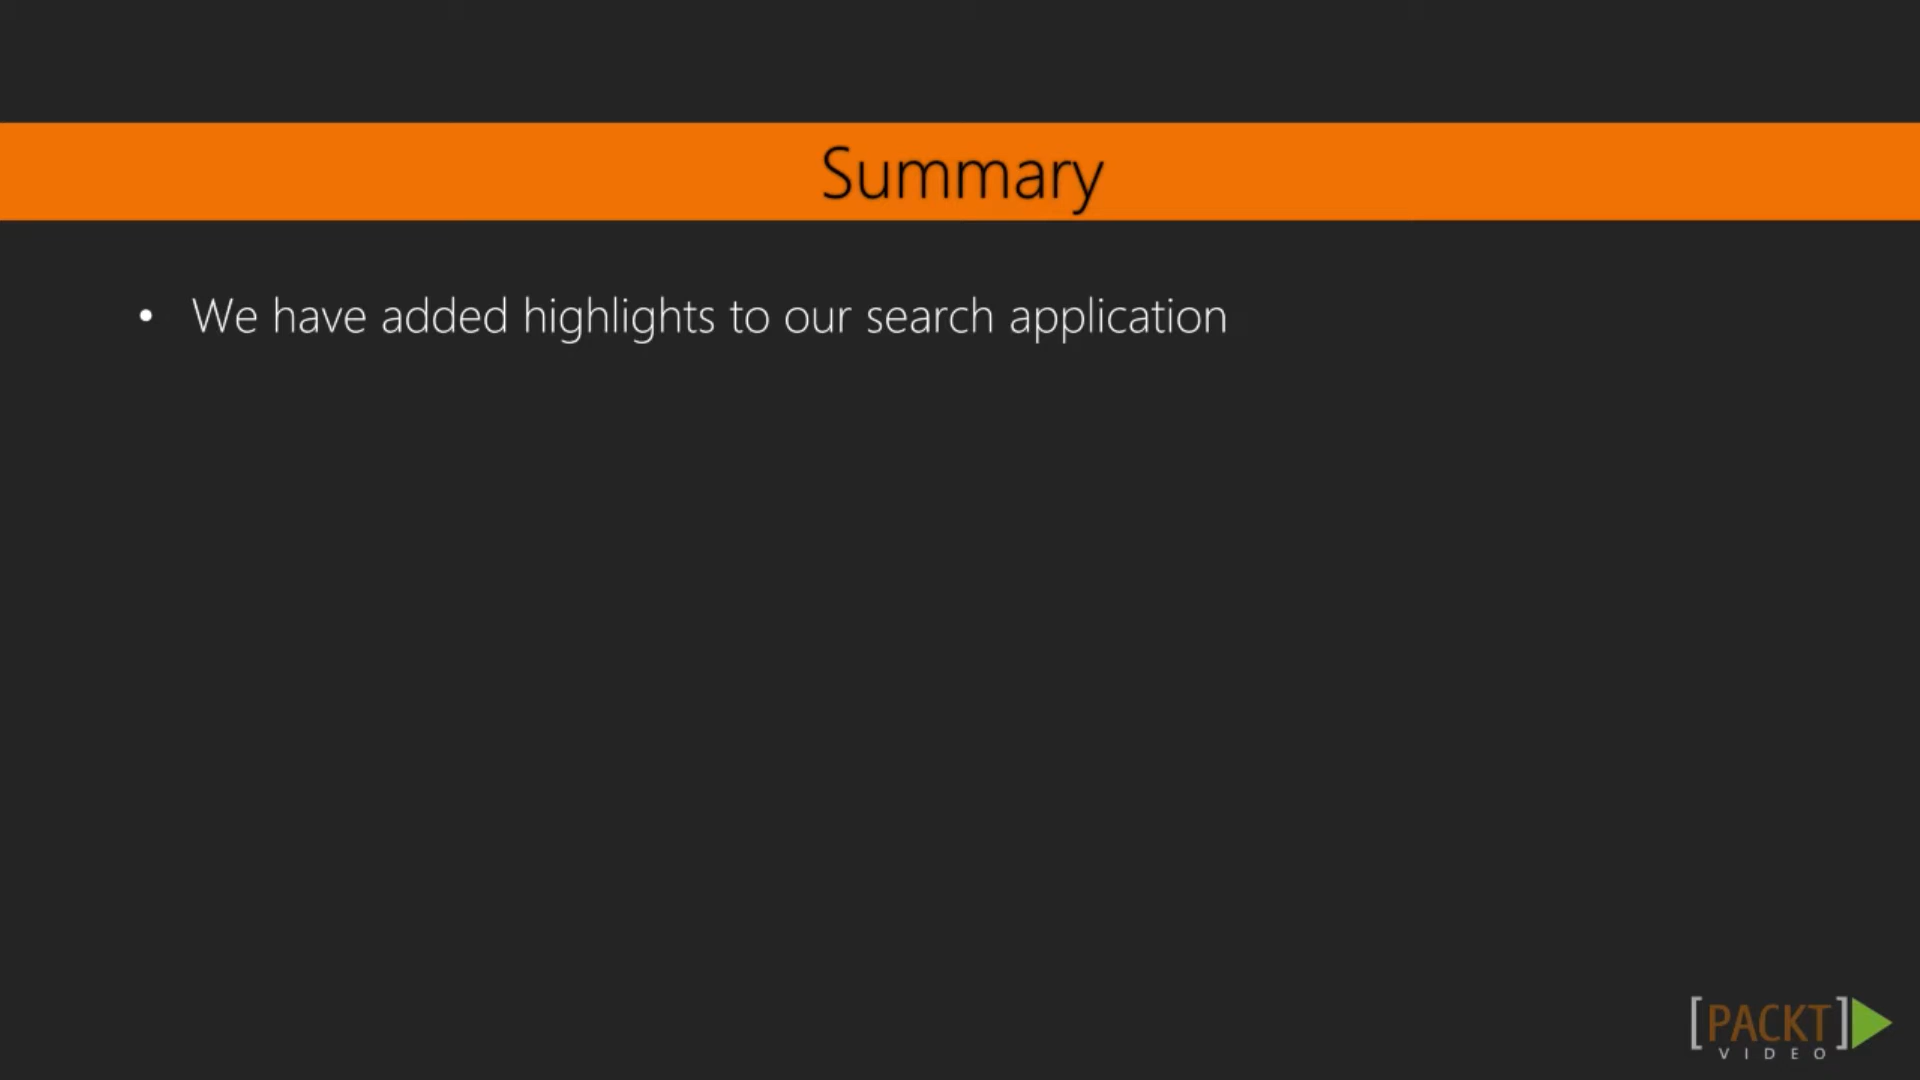 Summary
• We have added highlights to our search application
[PACKT]
VIDEO